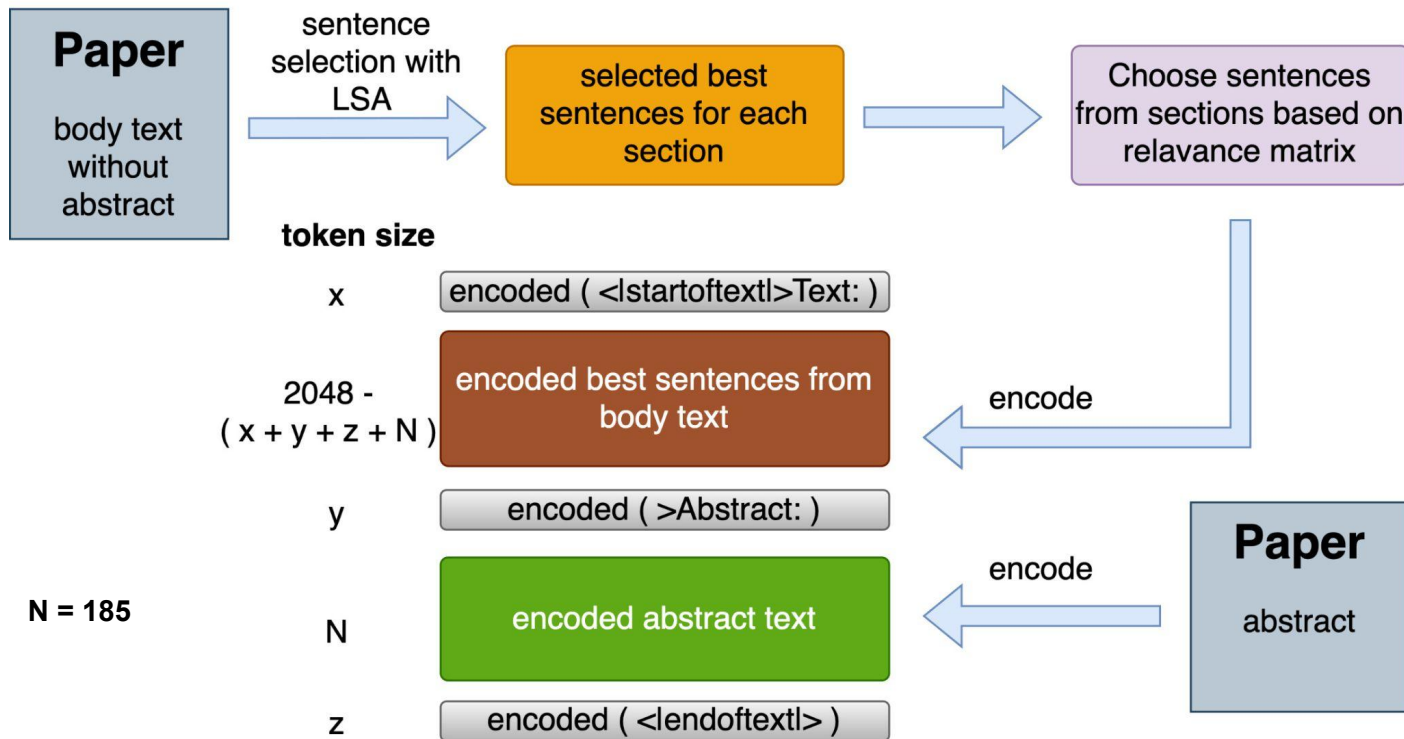 Paper
body text
without
abstract
sentence
selection with
LSA
selected best
sentences for each
section
Choose sentences
from sections based on
relavance matrix
token size
x
encoded ( <|startoftext|>Text: )
2048 -
( x + y + z + N )
encoded best sentences from
body text
encode
y
encoded ( >Abstract: )
N = 185
N
encoded abstract text
encode
Paper
abstract
z
encoded ( <|endoftext|> )